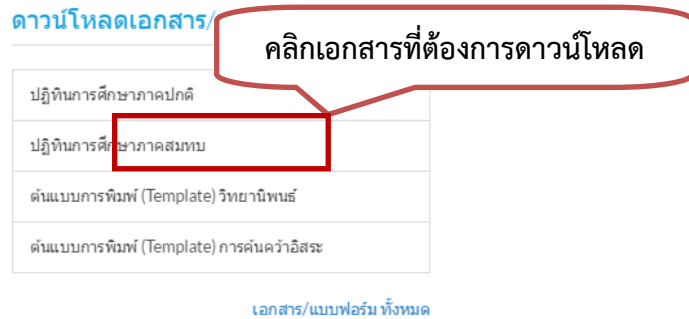 ดาวน์โหลดเอกสาร/
คลิกเอกสารที่ต้องการดาวน์โหลด
ปฏิทินการศึกษาภาคปกติ
ปฏิทินการศึกษาภาคสมทบ
ต้นแบบการพิมพ์ (Template) วิทยานิพนธ์
ต้นแบบการพิมพ์ (Template) การค้นคว้าอิสระ
เอกสาร/แบบฟอร์ม ทั้งหมด